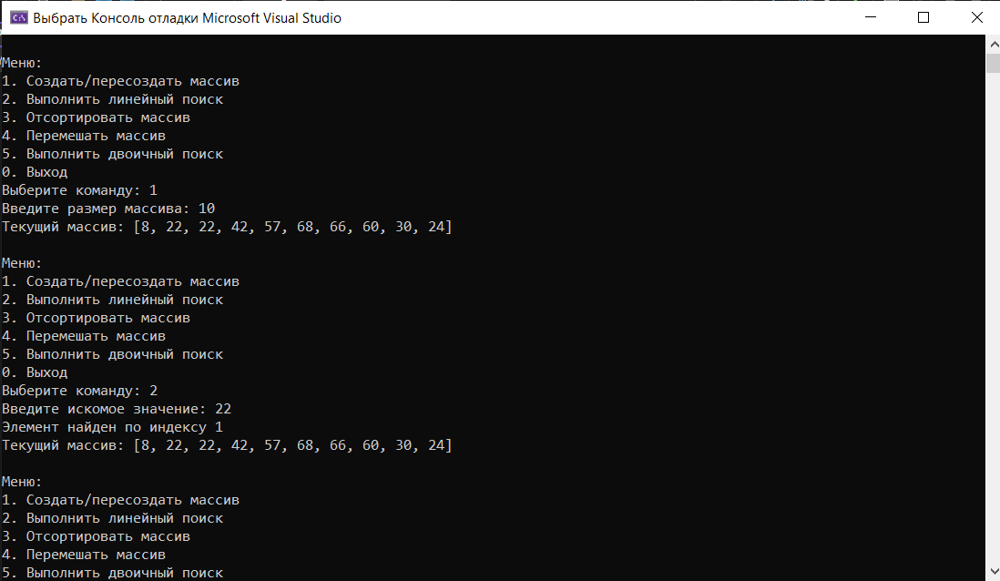 C:\ Выбрать Консоль отладки Microsoft Visual Studio
Меню:
1. Создать/пересоздать массив
2. Выполнить линейный поиск
3. Отсортировать массив
4. Перемешать массив
5. Выполнить двоичный поиск
0. Выход
Выберите команду: 1
Введите размер массива: 10
Текущий массив: [8, 22, 22, 42, 57, 68, 66, 60, 30, 24]
Меню:
1. Создать/пересоздать массив
2. Выполнить линейный поиск
3. Отсортировать массив
4. Перемешать массив
5. Выполнить двоичный поиск
0. Выход
Выберите команду: 2
Введите искомое значение: 22
Элемент найден по индексу 1
Текущий массив: [8, 22, 22, 42, 57, 68, 66, 60, 30, 24]
Меню:
1. Создать/пересоздать массив
2. Выполнить линейный поиск
3. Отсортировать массив
4. Перемешать массив
5. Выполнить двоичный поиск